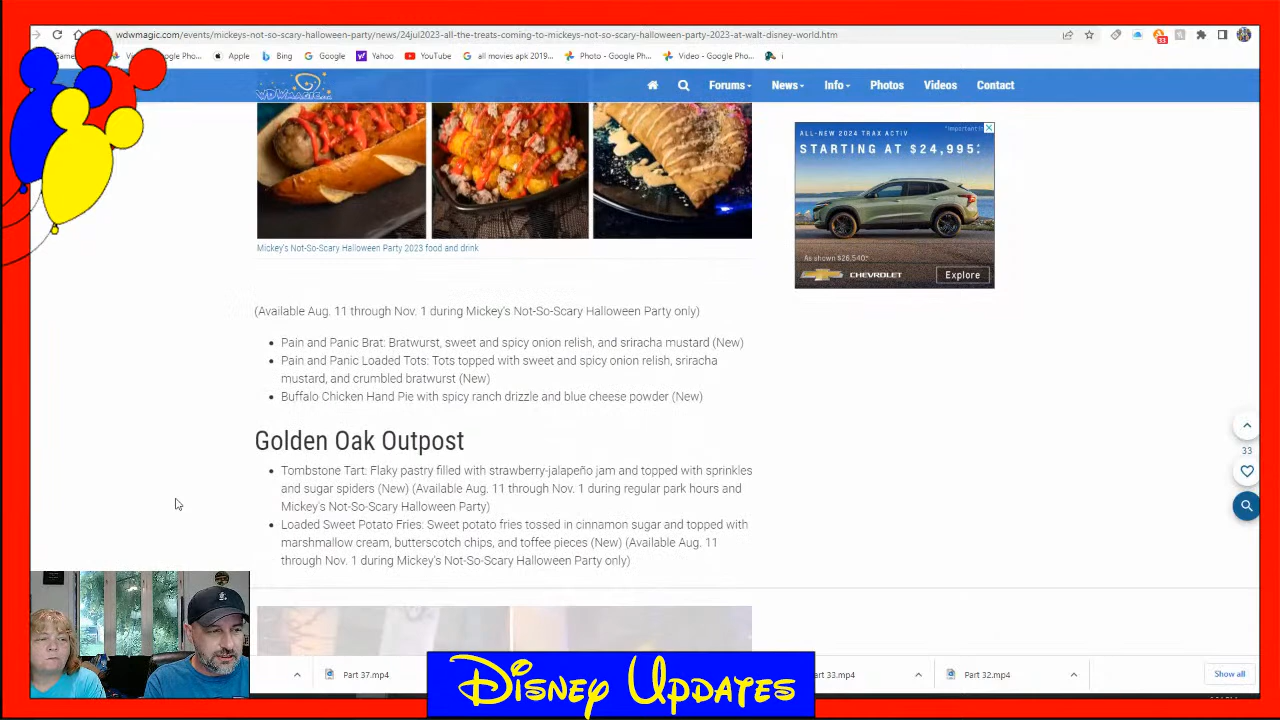 wdwmagic.com/events/mickeys-not-so-scary-halloween-party/news/24jul2023-all-the-treats-coming-to-mickeys-not-so-scary-halloween-party-2023-at-walt-disney-world.htm
33
Apple Bing Google Yahoo YouTube all movies apk 2019... Photo - Google Ph... Video - Google Pho...
WDWMAGIC Forums News Info Photos Videos Contact
ALL-NEW 2024 TRAX ACTIV
STARTING AT $24,995:
As shown $26,540*
CHEVROLET Explore
Mickey's Not-So-Scary Halloween Party 2023 food and drink
(Available Aug. 11 through Nov. 1 during Mickey's Not-So-Scary Halloween Party only)
Pain and Panic Brat: Bratwurst, sweet and spicy onion relish, and sriracha mustard (New)
Pain and Panic Loaded Tots: Tots topped with sweet and spicy onion relish, sriracha
mustard, and crumbled bratwurst (New)
Buffalo Chicken Hand Pie with spicy ranch drizzle and blue cheese powder (New)
33
Golden Oak Outpost
Tombstone Tart: Flaky pastry filled with strawberry-jalapeño jam and topped with sprinkles
and sugar spiders (New) (Available Aug. 11 through Nov. 1 during regular park hours and
Mickey's Not-So-Scary Halloween Party)
Loaded Sweet Potato Fries: Sweet potato fries tossed in cinnamon sugar and topped with
marshmallow cream, butterscotch chips, and toffee pieces (New) (Available Aug. 11
through Nov. 1 during Mickey's Not-So-Scary Halloween Party only)
Part 37.mp4 33.mp4 Part 32.mp4 Show all
Disney Updates